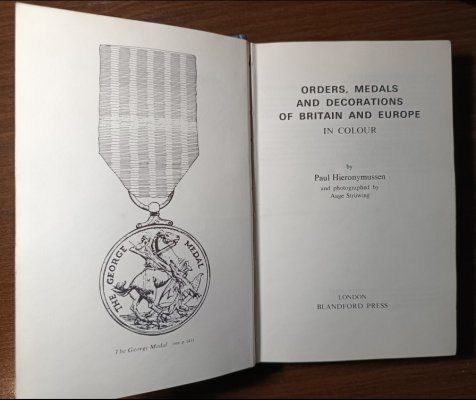 THE GEORGE MEDAL
The George Medal
ORDERS, MEDALS
AND DECORATIONS
OF BRITAIN AND EUROPE
IN COLOUR
by
Paul Hieronymussen
and photographed by
Aage Strüwing
LONDON
BLANDFORD PRESS